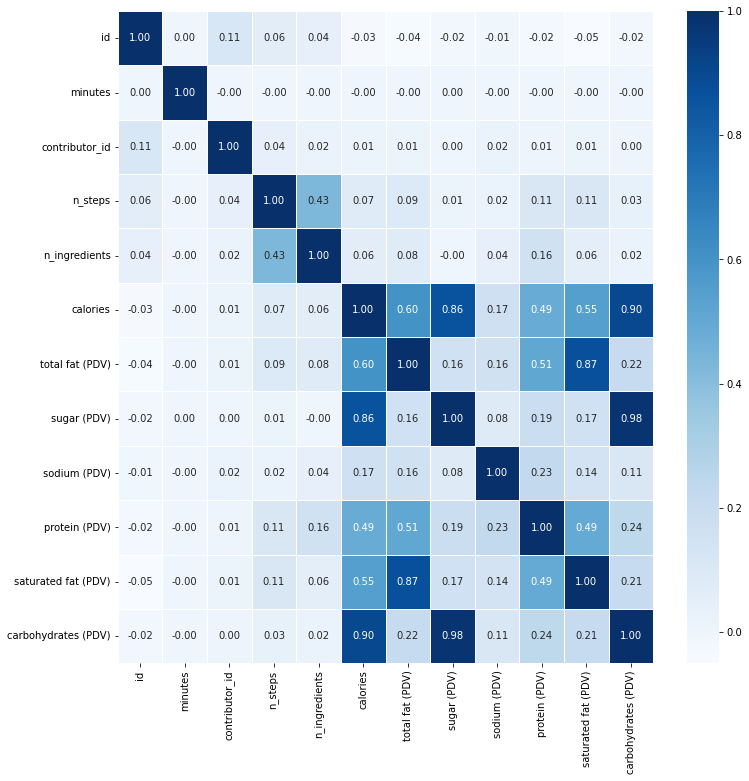 id 1.00 0.00 0.11 0.06 0.04 -0.03 -0.04 -0.02 -0.01 -0.02 -0.05 -0.02
minutes 0.00 1.00 -0.00 -0.00 -0.00 -0.00 -0.00 0.00 -0.00 -0.00 -0.00 -0.00
contributor_id 0.11 -0.00 1.00 0.04 0.02 0.01 0.01 0.00 0.02 0.01 0.01 0.00
n_steps 0.06 -0.00 0.04 1.00 0.43 0.07 0.09 0.01 0.02 0.11 0.11 0.03
n_ingredients 0.04 -0.00 0.02 0.43 1.00 0.06 0.08 -0.00 0.04 0.16 0.06 0.02
calories -0.03 -0.00 0.01 0.07 0.06 1.00 0.60 0.86 0.17 0.49 0.55 0.90
total fat (PDV) -0.04 -0.00 0.01 0.09 0.08 0.60 1.00 0.16 0.16 0.51 0.87 0.22
sugar (PDV) -0.02 0.00 0.00 0.01 -0.00 0.86 0.16 1.00 0.08 0.19 0.17 0.98
sodium (PDV) -0.01 -0.00 0.02 0.02 0.04 0.17 0.16 0.08 1.00 0.23 0.14 0.11
protein (PDV) -0.02 -0.00 0.01 0.11 0.16 0.49 0.51 0.19 0.23 1.00 0.49 0.24
saturated fat (PDV) -0.05 -0.00 0.01 0.11 0.06 0.55 0.87 0.17 0.14 0.49 1.00 0.21
carbohydrates (PDV) -0.02 -0.00 0.00 0.03 0.02 0.90 0.22 0.98 0.11 0.24 0.21 1.00
id
minutes
contributor_id
n_steps
n_ingredients
calories
total fat (PDV)
sugar (PDV)
sodium (PDV)
protein (PDV)
saturated fat (PDV)
carbohydrates (PDV)
1.0
0.8
0.6
0.4
0.2
0.0